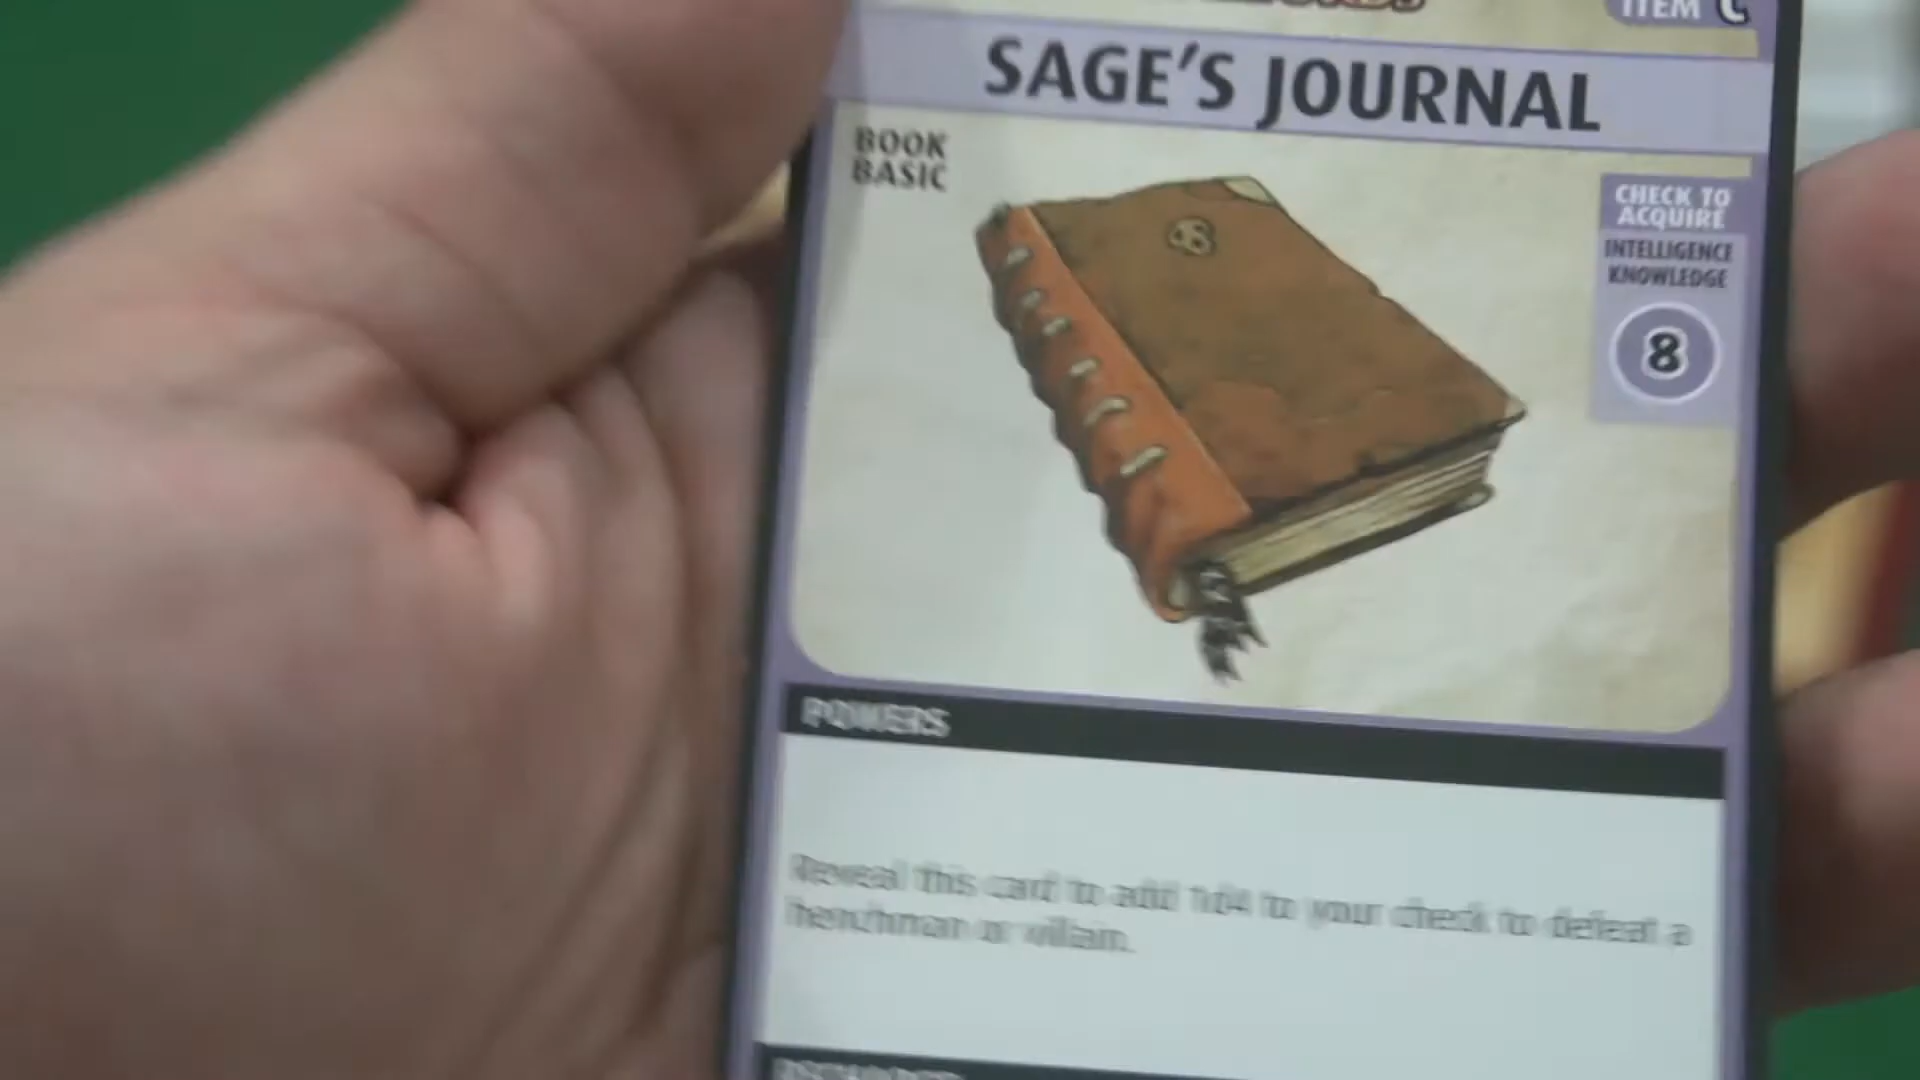 ITEM C
SAGE'S JOURNAL
BOOK
BASIC
CHECK TO
ACQUIRE
INTELLIGENCE
KNOWLEDGE
8
POWERS
Reveal this card to add 1d4 to your check to defeat a
henchman or villain.